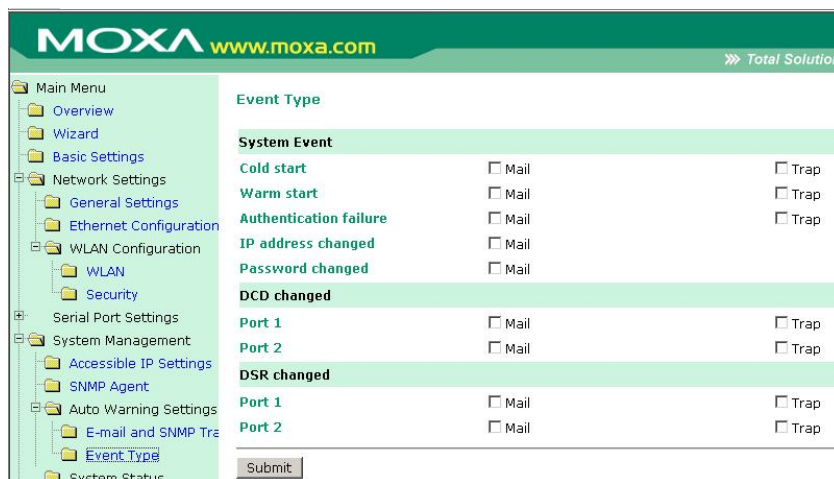 MOXA www.moxa.com
Total Solution
Main Menu
Overview
Wizard
Basic Settings
Network Settings
General Settings
Ethernet Configuration
WLAN Configuration
WLAN
Security
Serial Port Settings
System Management
Accessible IP Settings
SNMP Agent
Auto Warning Settings
E-mail and SNMP Tra
Event Type
System Status
Event Type
System Event
Cold start Mail Trap
Warm start Mail Trap
Authentication failure Mail Trap
IP address changed Mail
Password changed Mail
DCD changed
Port 1 Mail Trap
Port 2 Mail Trap
DSR changed
Port 1 Mail Trap
Port 2 Mail Trap
Submit